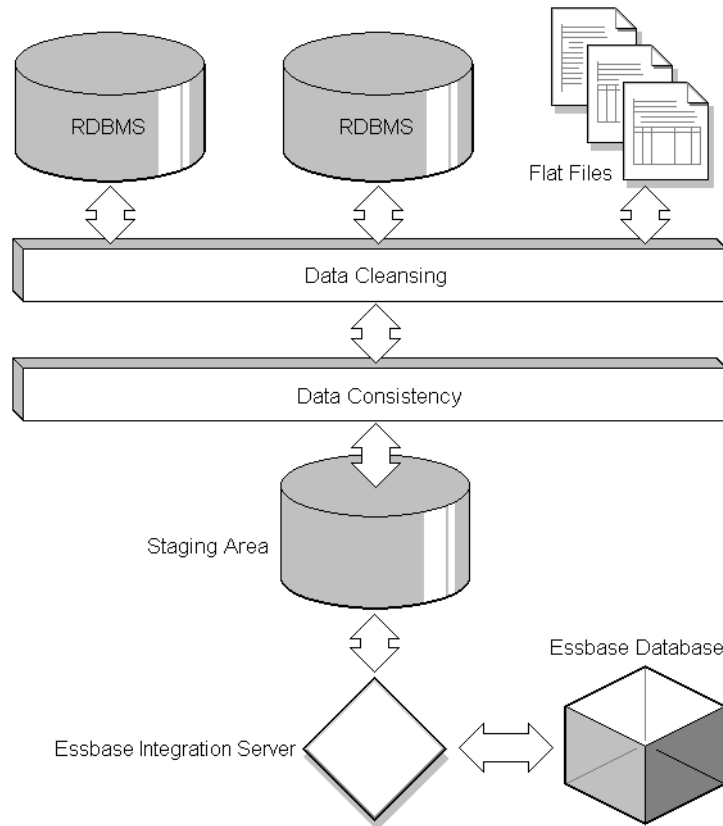 RDBMS
RDBMS
Flat Files
Data Cleansing
Data Consistency
Staging Area
Essbase Database
Essbase Integration Server